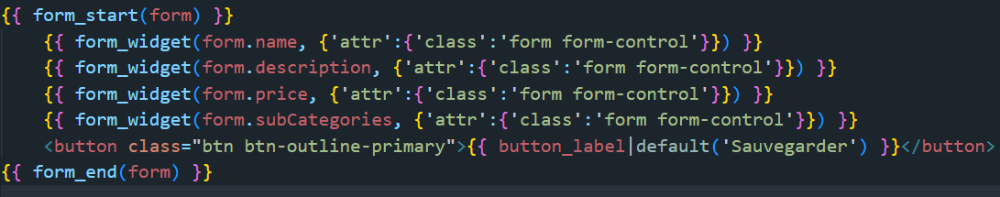 {{ form_start(form) }}
    {{ form_widget(form.name, {'attr':{'class':'form form-control'}}) }}
    {{ form_widget(form.description, {'attr':{'class':'form form-control'}}) }}
    {{ form_widget(form.price, {'attr':{'class':'form form-control'}}) }}
    {{ form_widget(form.subCategories, {'attr':{'class':'form form-control'}}) }}
    <button class="btn btn-outline-primary">{{ button_label|default('Sauvegarder') }}</button>
{{ form_end(form) }}